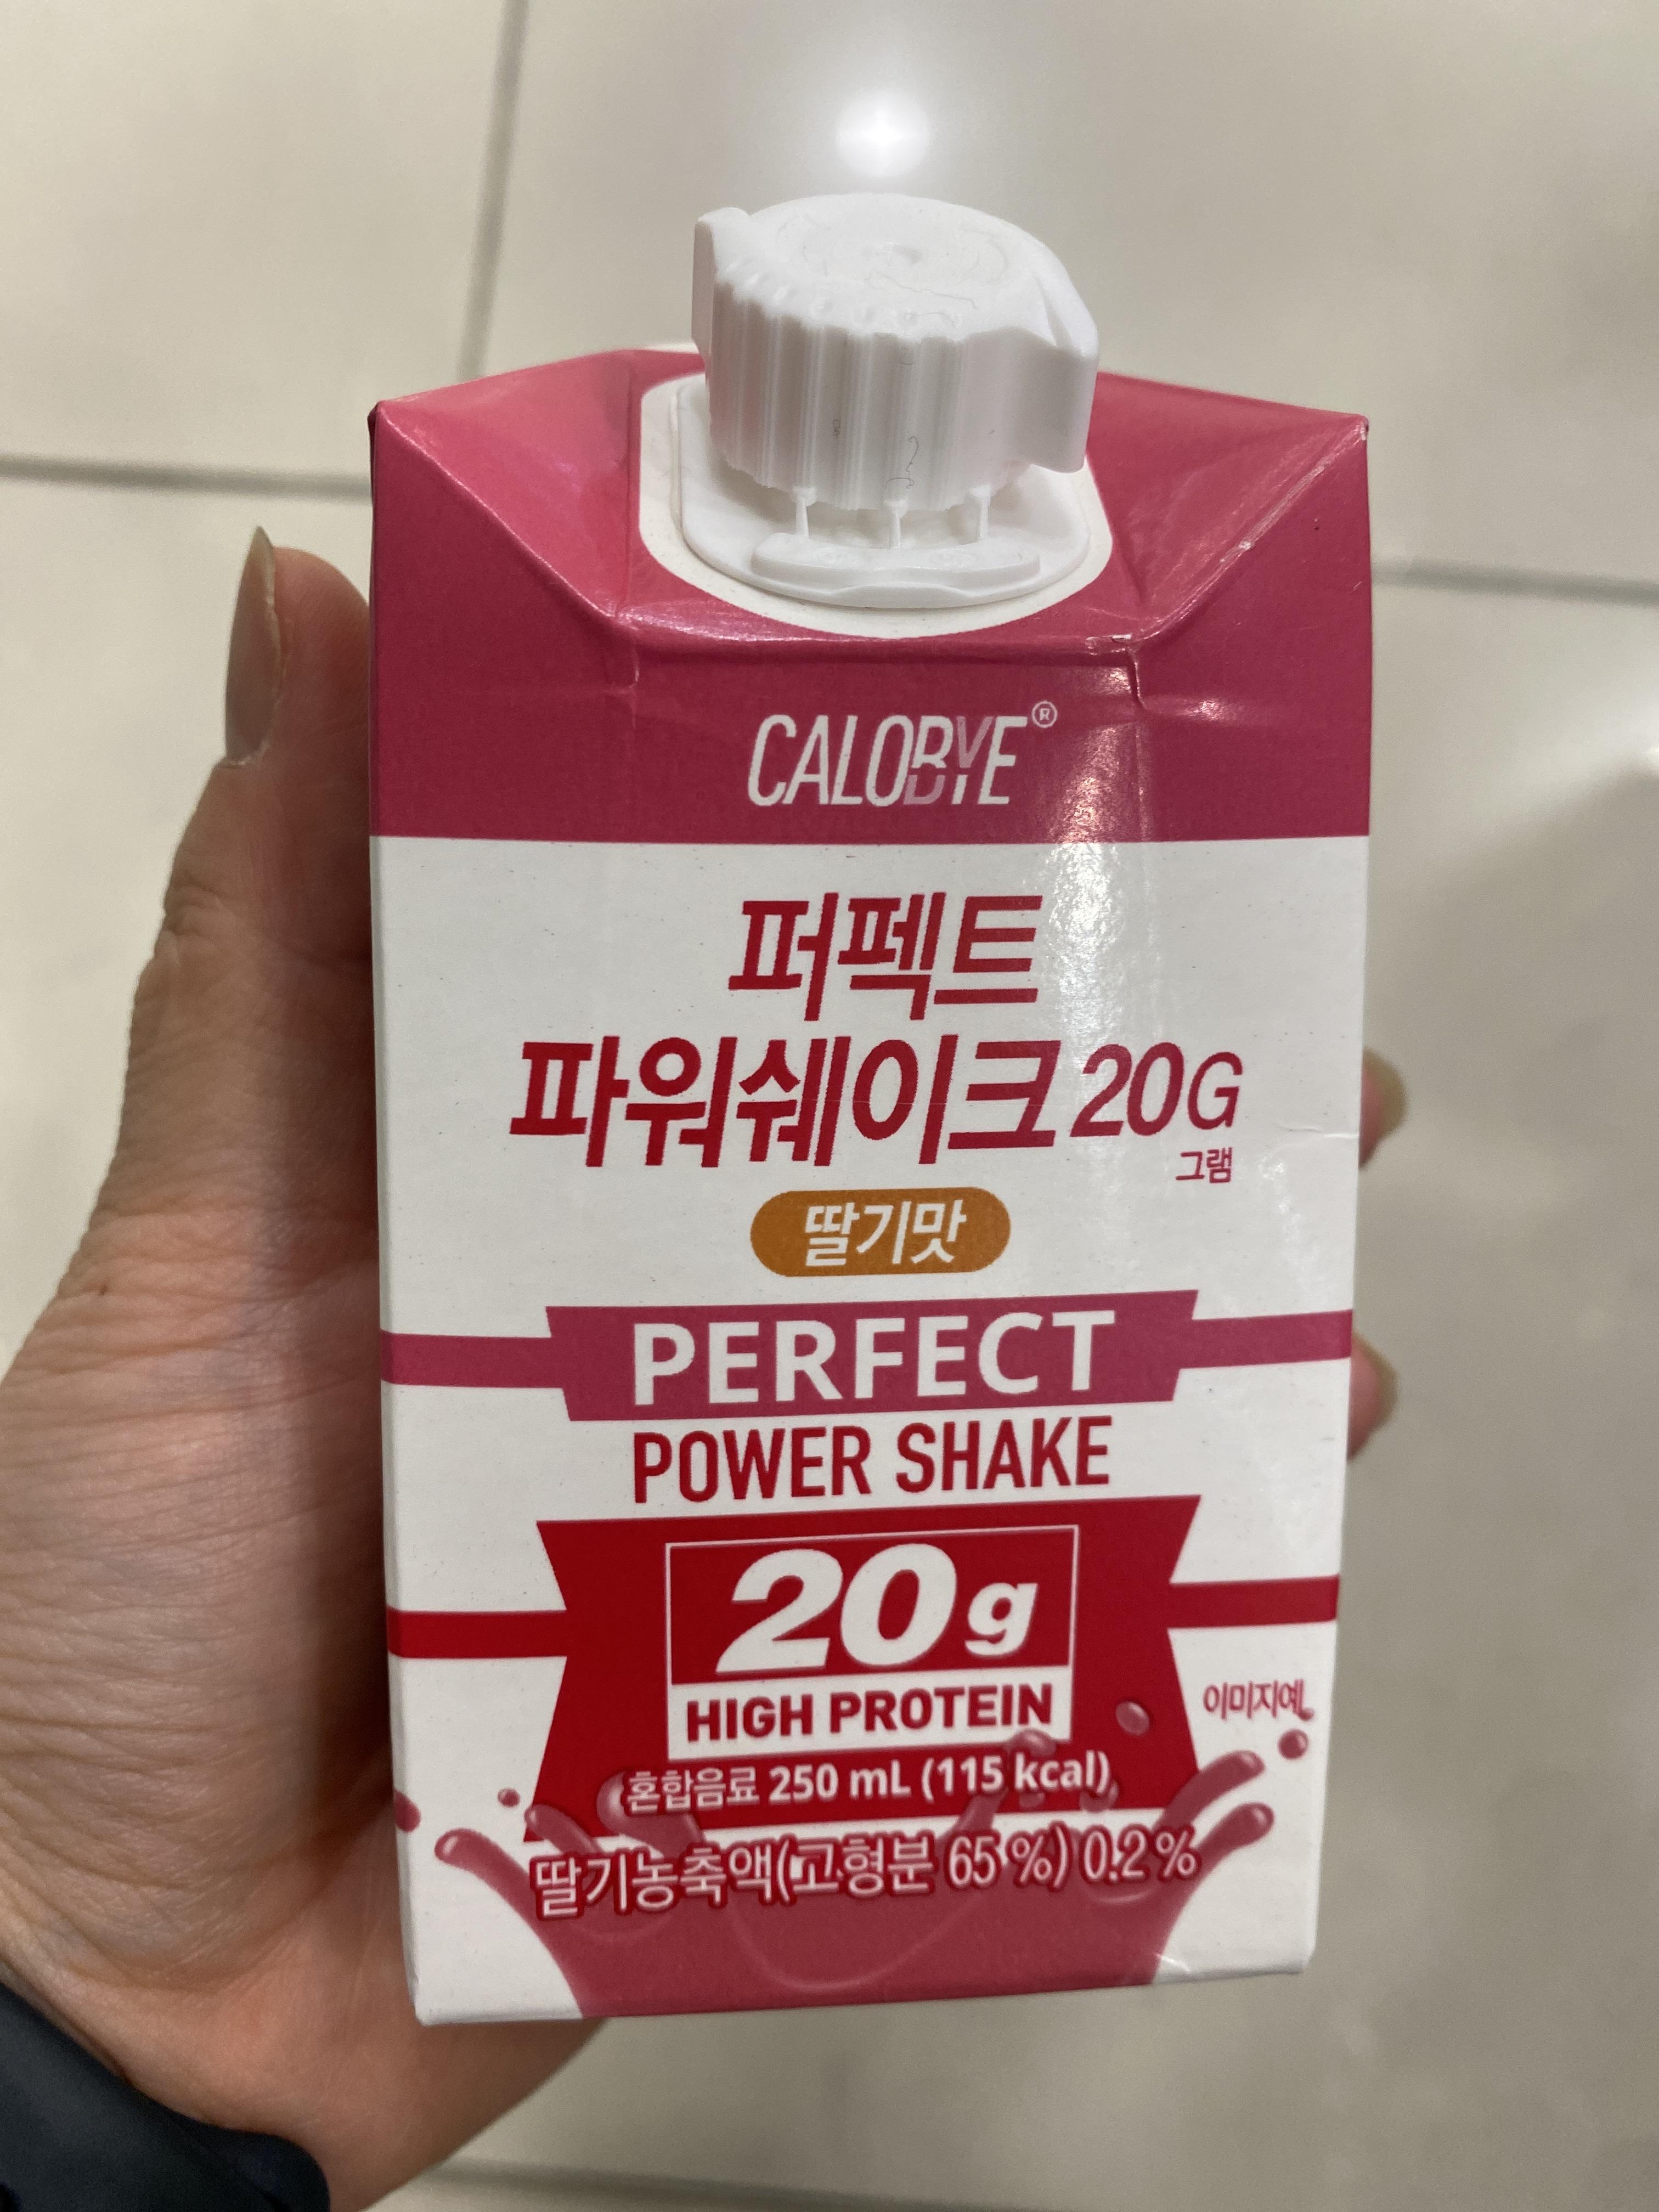 CALOBYE®
퍼펙트
파워쉐이크 20G
그램
딸기맛
PERFECT
POWER SHAKE
20g
HIGH PROTEIN
이미지예
혼합음료 250 mL (115 kcal)
딸기농축액(고형분 65 %) 0.2 %